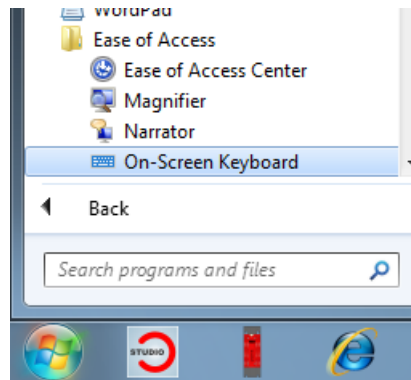 WordPad
Ease of Access
Ease of Access Center
Magnifier
Narrator
On-Screen Keyboard
Back
Search programs and files
STUDIO